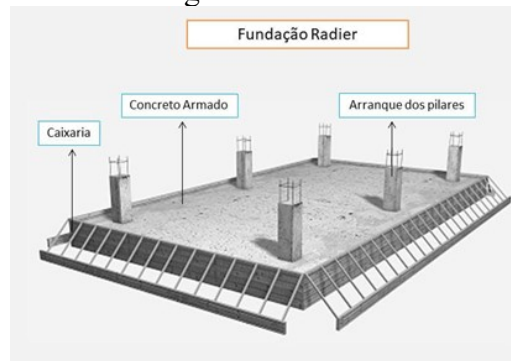 Fundação Radier
Concreto Armado
Arranque dos pilares
Caixaria